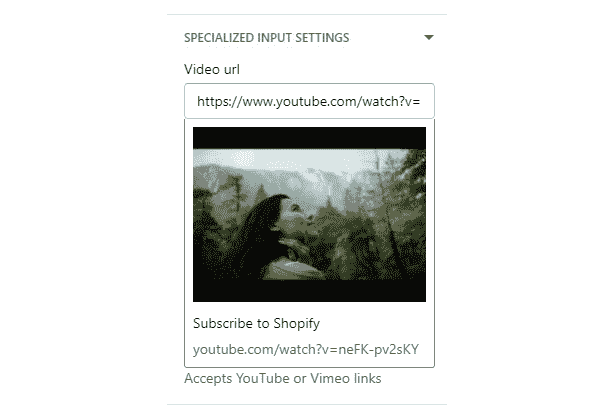 SPECIALIZED INPUT SETTINGS
Video url
https://www.youtube.com/watch?v=
Subscribe to Shopify
youtube.com/watch?v=neFK-pv2sKY
Accepts YouTube or Vimeo links